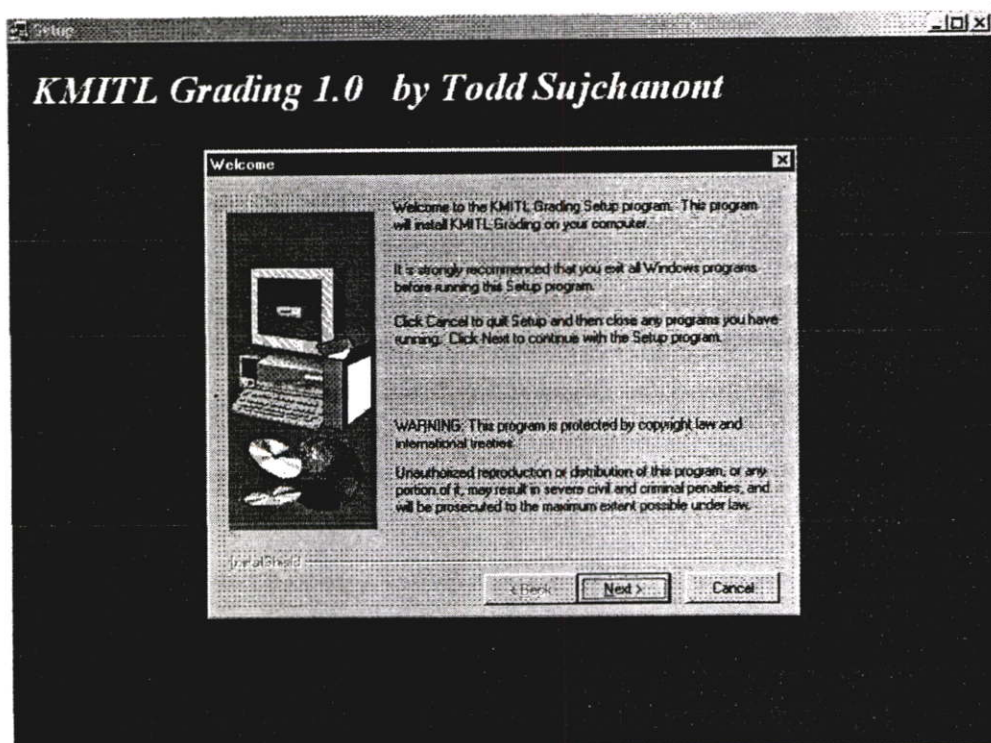 Setup
KMITL Grading 1.0 by Todd Sujchanont
Welcome
Welcome to the KMITL Grading Setup program. This program
will install KMITL Grading on your computer.
It is strongly recommended that you exit all Windows programs
before running this Setup program.
Click Cancel to quit Setup and then close any programs you have
running. Click Next to continue with the Setup program.
WARNING: This program is protected by copyright law and
international treaties.
Unauthorized reproduction or distribution of this program, or any
portion of it, may result in severe civil and criminal penalties, and
will be prosecuted to the maximum extent possible under law.
InstallShield
< Back Next > Cancel